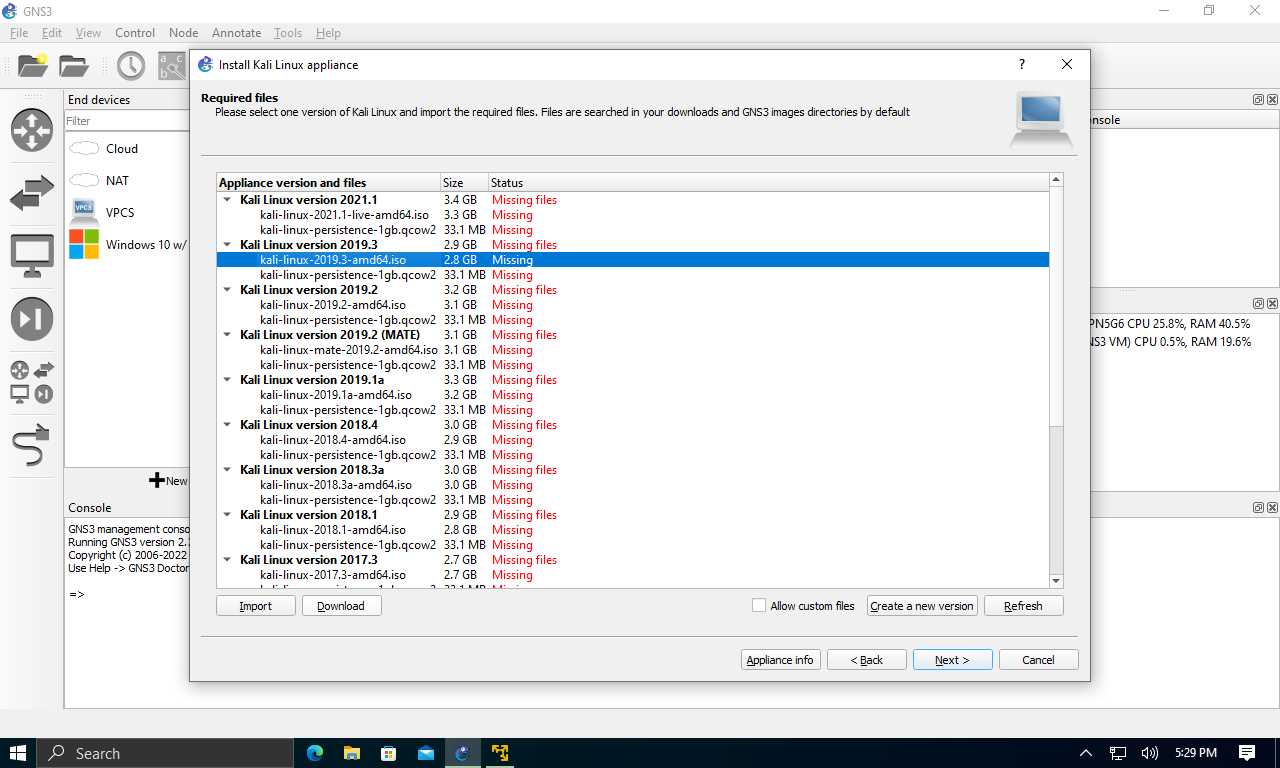 GNS3
File Edit View Control Node Annotate Tools Help
End devices
Filter
Cloud
NAT
VPCS
VPCS
Windows 10 w/
New
Console
GNS3 management conso
Running GNS3 version 2.
Copyright (c) 2006-2022
Use Help -> GNS3 Doctor
=>
Install Kali Linux appliance
?
Required files
Please select one version of Kali Linux and import the required files. Files are searched in your downloads and GNS3 images directories by default
Appliance version and files Size Status
Kali Linux version 2021.1 3.4 GB Missing files
kali-linux-2021.1-live-amd64.iso 3.3 GB Missing
kali-linux-persistence-1gb.qcow2 33.1 MB Missing
Kali Linux version 2019.3 2.9 GB Missing files
kali-linux-2019.3-amd64.iso 2.8 GB Missing
kali-linux-persistence-1gb.qcow2 33.1 MB Missing
Kali Linux version 2019.2 3.2 GB Missing files
kali-linux-2019.2-amd64.iso 3.1 GB Missing
kali-linux-persistence-1gb.qcow2 33.1 MB Missing
Kali Linux version 2019.2 (MATE) 3.1 GB Missing files
kali-linux-mate-2019.2-amd64.iso 3.1 GB Missing
kali-linux-persistence-1gb.qcow2 33.1 MB Missing
Kali Linux version 2019.1a 3.3 GB Missing files
kali-linux-2019.1a-amd64.iso 3.2 GB Missing
kali-linux-persistence-1gb.qcow2 33.1 MB Missing
Kali Linux version 2018.4 3.0 GB Missing files
kali-linux-2018.4-amd64.iso 2.9 GB Missing
kali-linux-persistence-1gb.qcow2 33.1 MB Missing
Kali Linux version 2018.3a 3.0 GB Missing files
kali-linux-2018.3a-amd64.iso 3.0 GB Missing
kali-linux-persistence-1gb.qcow2 33.1 MB Missing
Kali Linux version 2018.1 2.9 GB Missing files
kali-linux-2018.1-amd64.iso 2.8 GB Missing
kali-linux-persistence-1gb.qcow2 33.1 MB Missing
Kali Linux version 2017.3 2.7 GB Missing files
kali-linux-2017.3-amd64.iso 2.7 GB Missing
Import Download Allow custom files Create a new version Refresh
Appliance info < Back Next > Cancel
nsole
PN5G6 CPU 25.8%, RAM 40.5%
NS3 VM) CPU 0.5%, RAM 19.6%
Search
5:29 PM